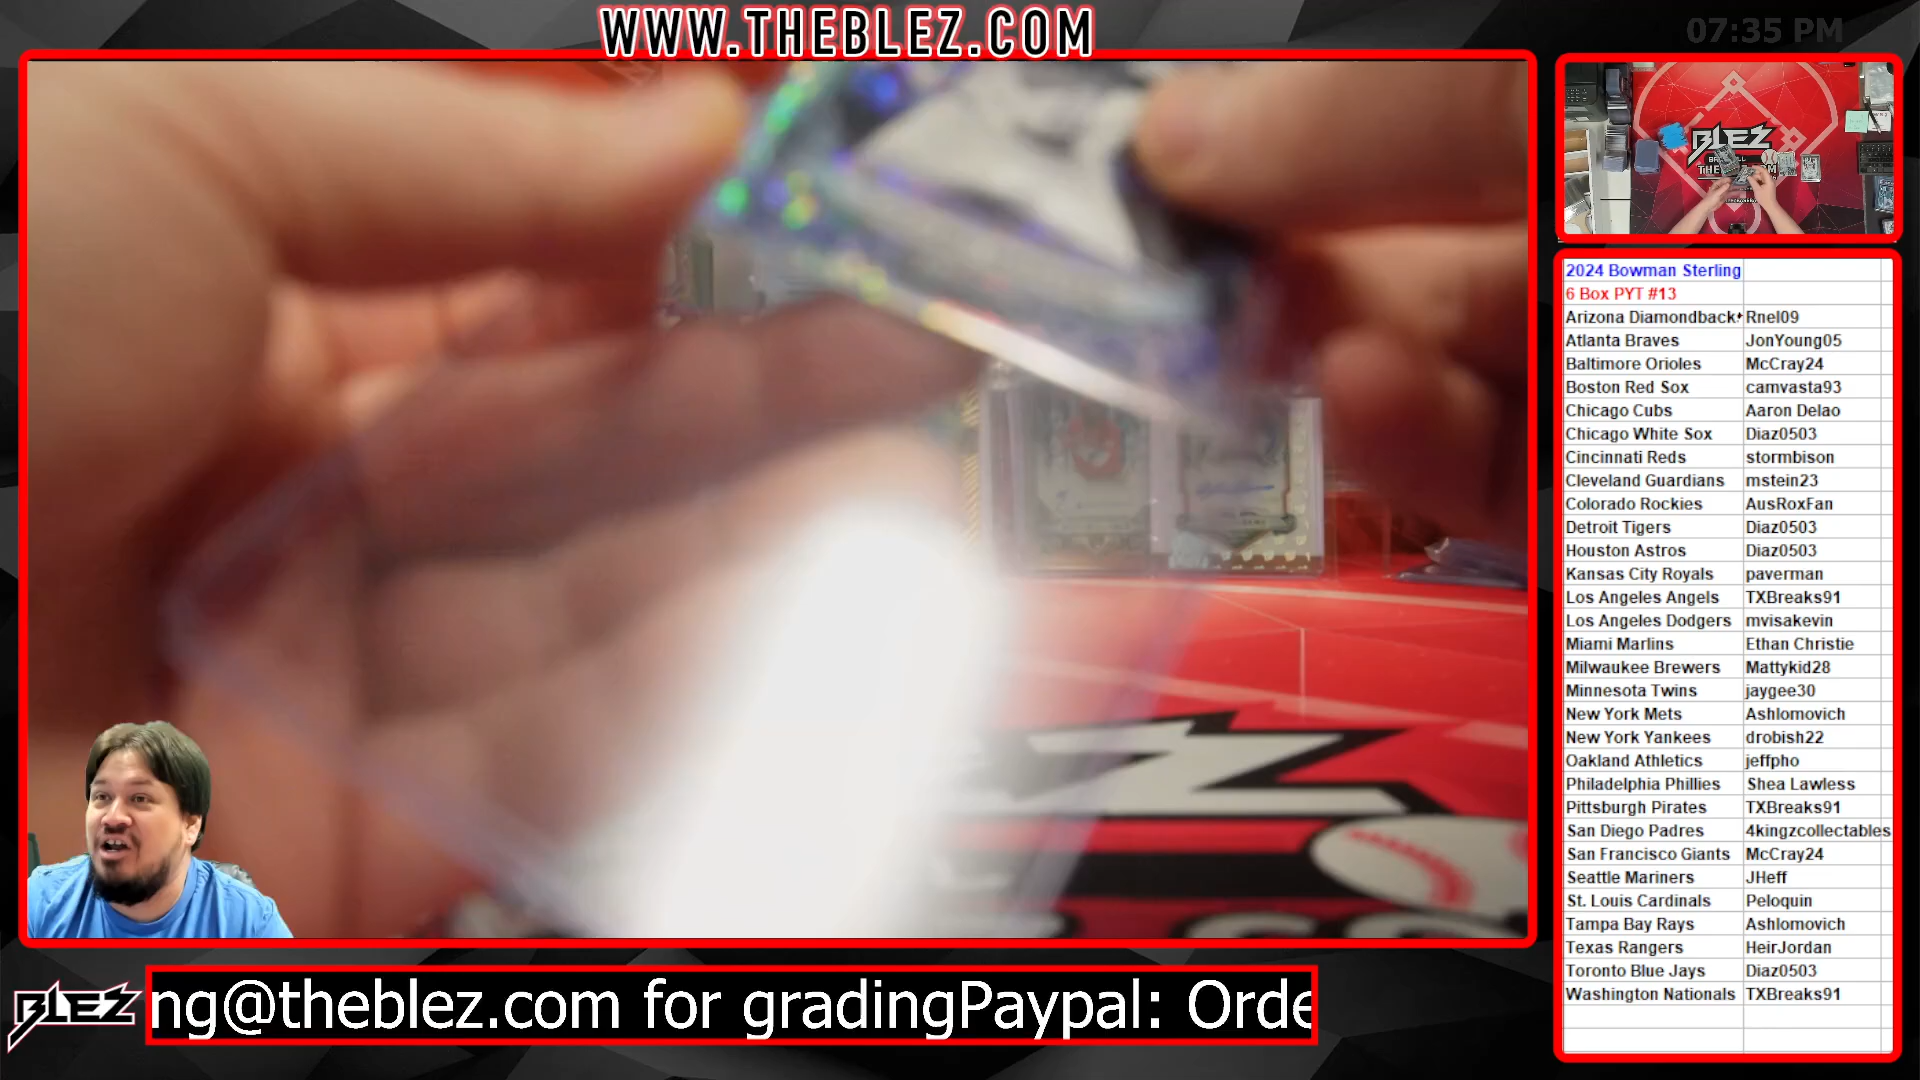 WWW.THEBLEZ.COM
07:35 PM
BLEZ
2024 Bowman Sterling
6 Box PYT #13
Arizona Diamondback Rnel09
Atlanta Braves JonYoung05
Baltimore Orioles McCray24
Boston Red Sox camvasta93
Chicago Cubs Aaron Delao
Chicago White Sox Diaz0503
Cincinnati Reds stormbison
Cleveland Guardians mstein23
Colorado Rockies AusRoxFan
Detroit Tigers Diaz0503
Houston Astros Diaz0503
Kansas City Royals paverman
Los Angeles Angels TXBreaks91
Los Angeles Dodgers mvisakevin
Miami Marlins Ethan Christie
Milwaukee Brewers Mattykid28
Minnesota Twins jaygee30
New York Mets Ashlomovich
New York Yankees drobish22
Oakland Athletics jeffpho
Philadelphia Phillies Shea Lawless
Pittsburgh Pirates TXBreaks91
San Diego Padres 4kingzcollectables
San Francisco Giants McCray24
Seattle Mariners JHeff
St. Louis Cardinals Peloquin
Tampa Bay Rays Ashlomovich
Texas Rangers HeirJordan
Toronto Blue Jays Diaz0503
Washington Nationals TXBreaks91
BLEZ
ng@theblez.com for gradingPaypal: Orde